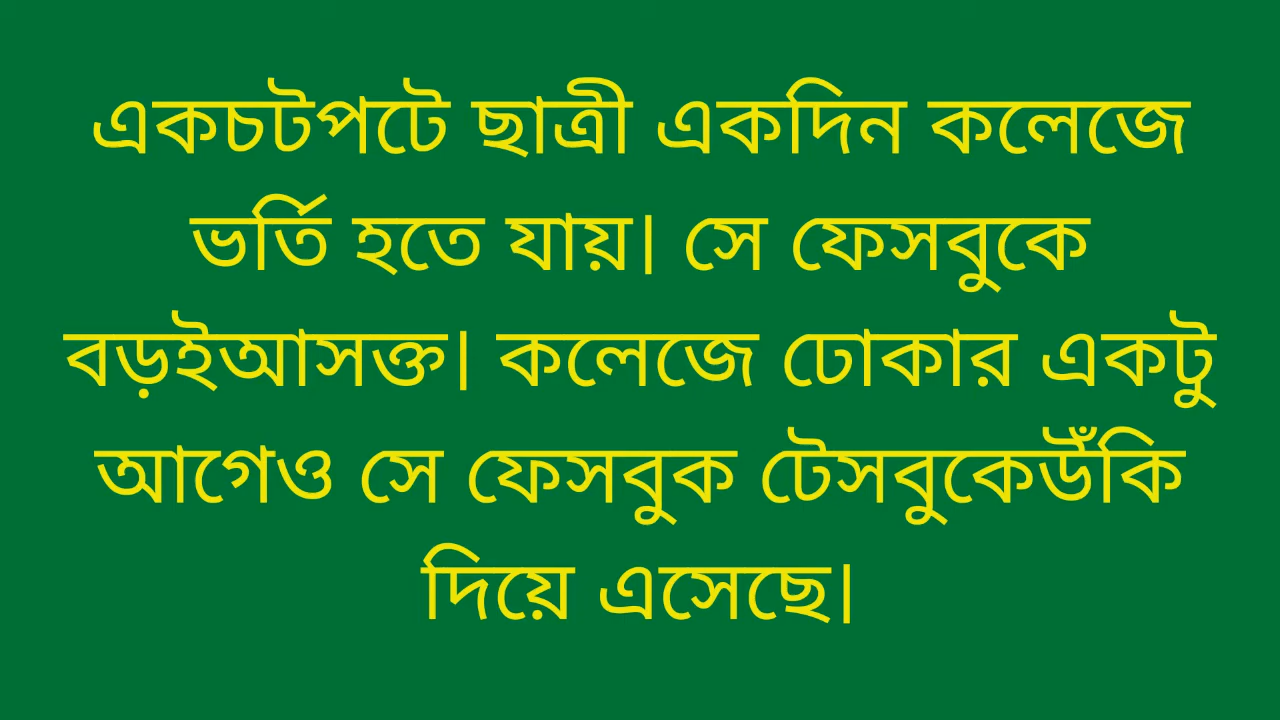 একচটপটে ছাত্রী একদিন কলেজে
ভর্তি হতে যায়। সে ফেসবুকে
বড়ইআসক্ত। কলেজে ঢোকার একটু
আগেও সে ফেসবুক টেসবুকেউঁকি
দিয়ে এসেছে।